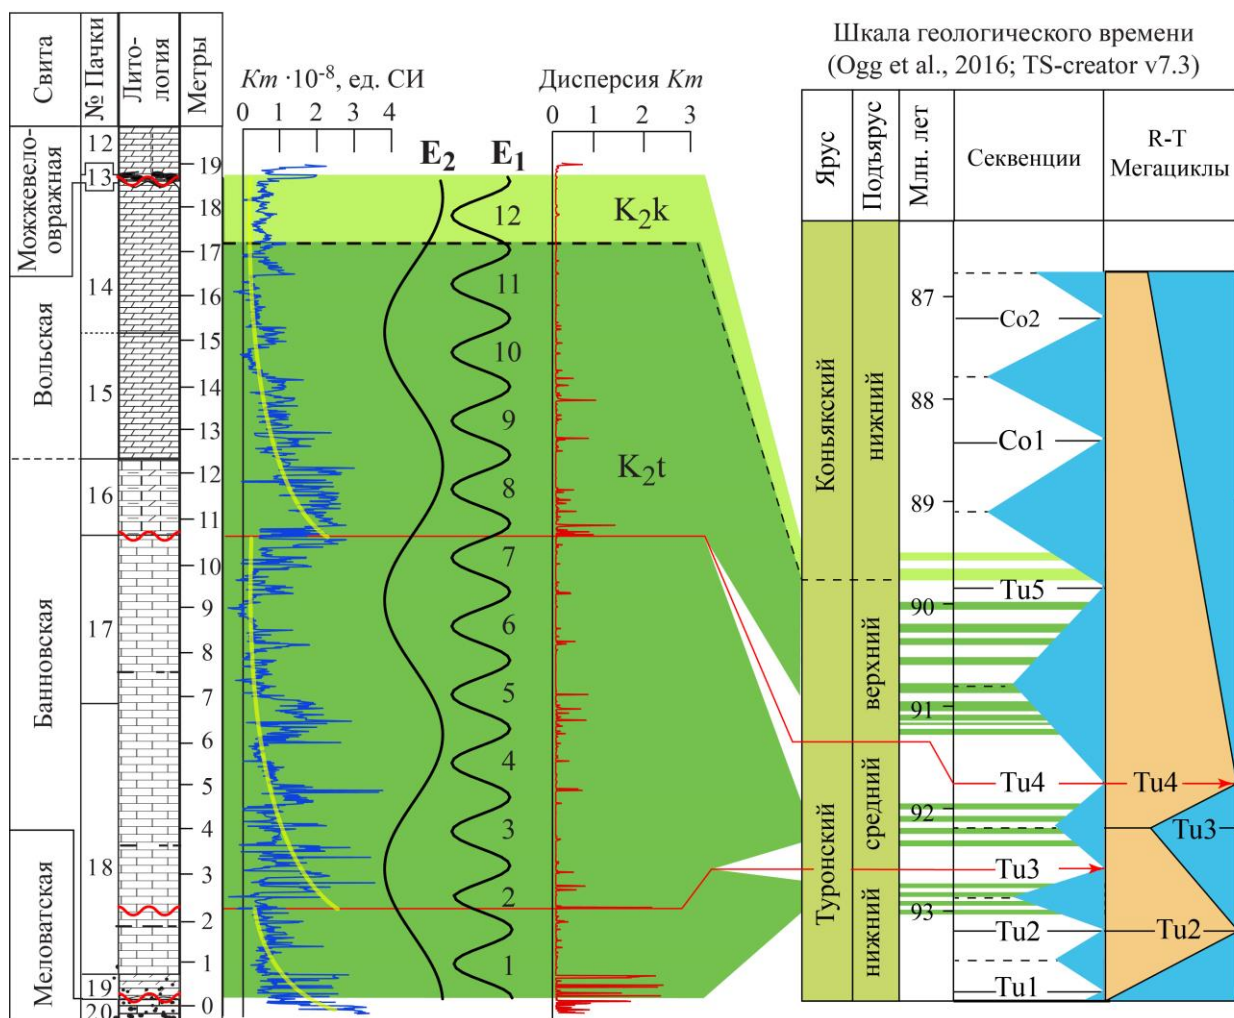 Шкала геологического времени
(Ogg et al., 2016; TS-creator v7.3)
Свита
№ Пачки
Лито-
логия
Метры
Km ·10-8, ед. СИ
0 1 2 3 4
Дисперсия Km
0 1 2 3
E2
E1
Ярус
Подъярус
Млн. лет
Секвенции
R-T
Мегациклы
Можжевело-
овражная
Вольская
Банновская
Меловатская
12
13
14
15
16
17
18
19
20
19
18
17
16
15
14
13
12
11
10
9
8
7
6
5
4
3
2
1
0
12
11
10
9
8
7
6
5
4
3
2
1
K2k
K2t
Коньякский
Туронский
нижний
верхний
средний
нижний
87
88
89
90
91
92
93
Co2
Co1
Tu5
Tu4
Tu3
Tu2
Tu1
Tu4
Tu3
Tu2